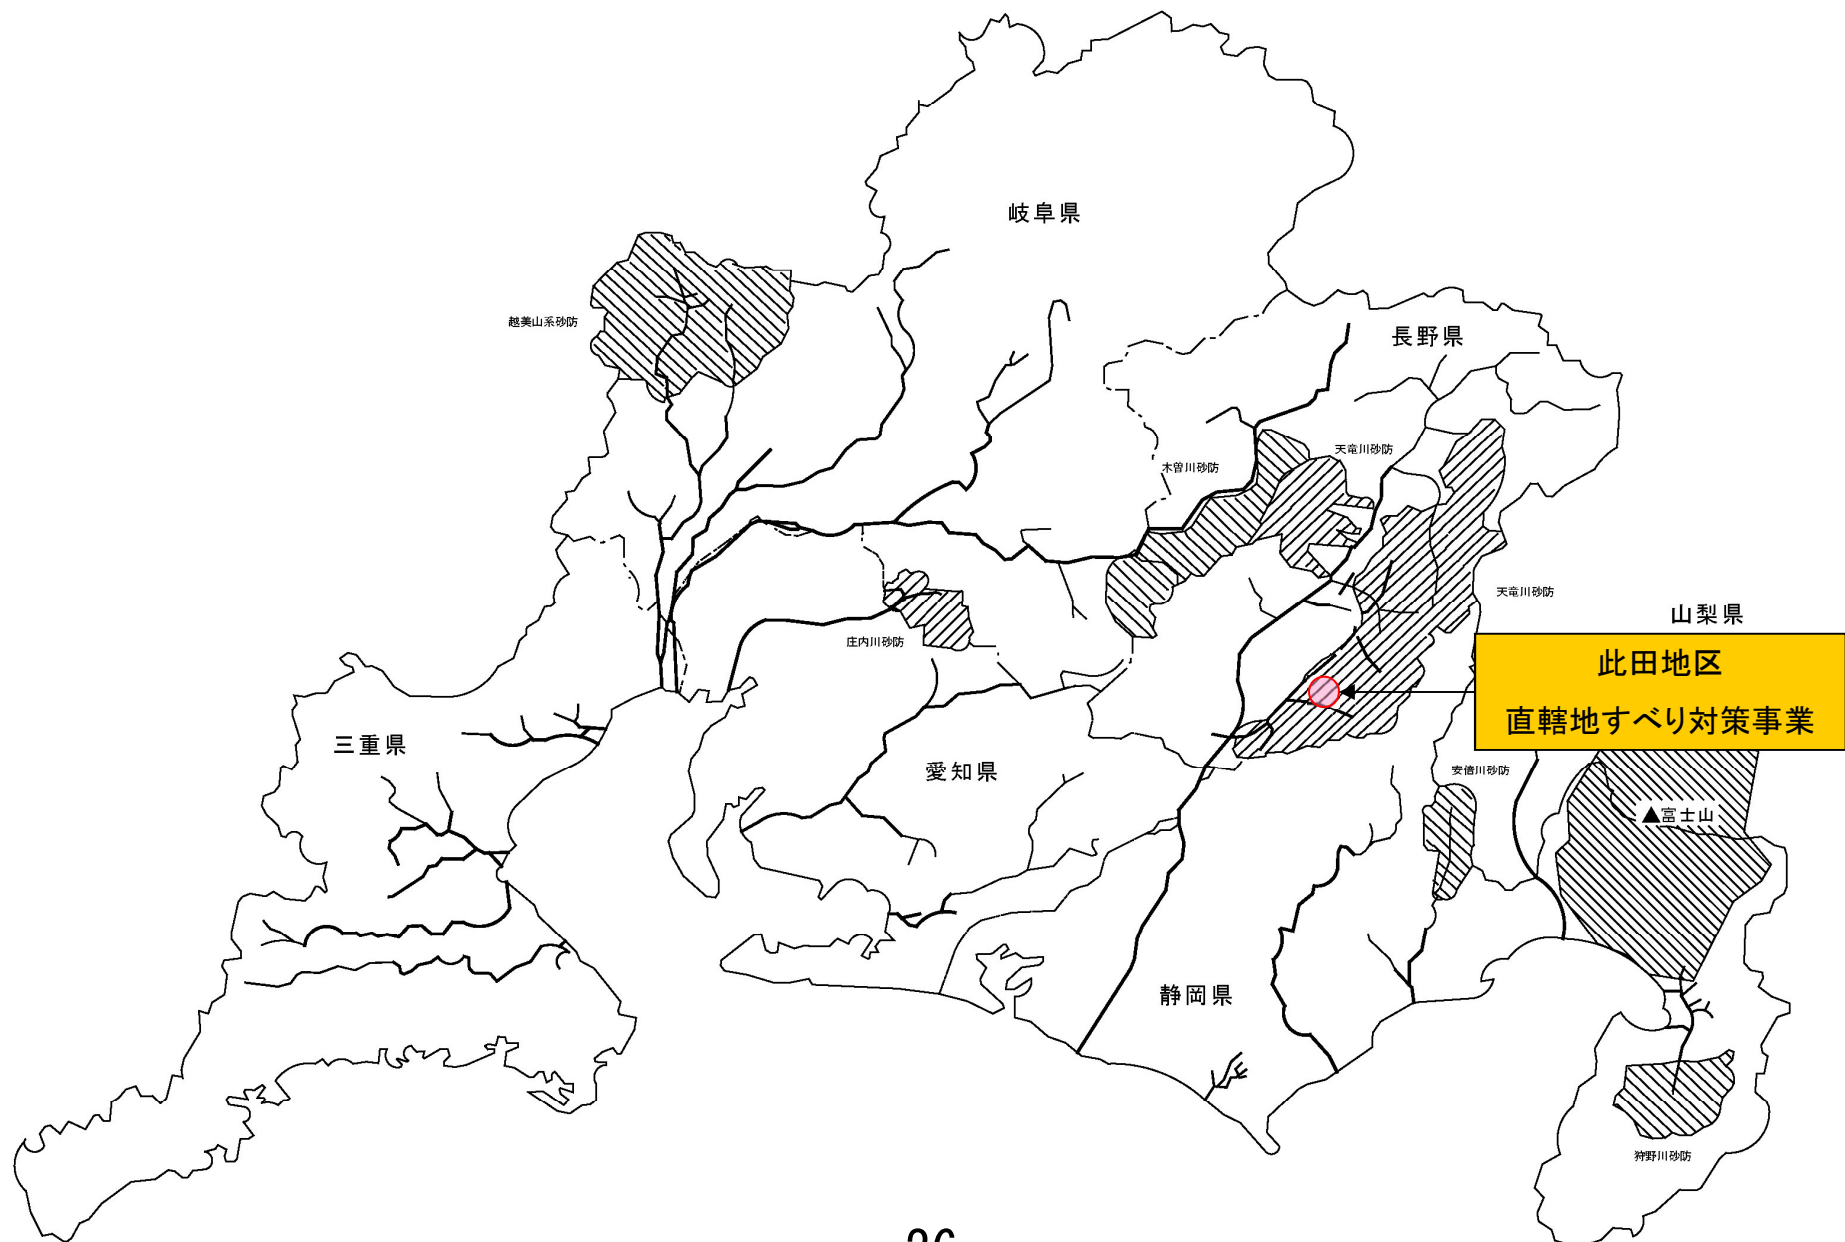 岐阜県
越美山系砂防
長野県
天竜川砂防
木曽川砂防
天竜川砂防
山梨県
庄内川砂防
此田地区
直轄地すべり対策事業
三重県
愛知県
安倍川砂防
▲富士山
静岡県
狩野川砂防
26